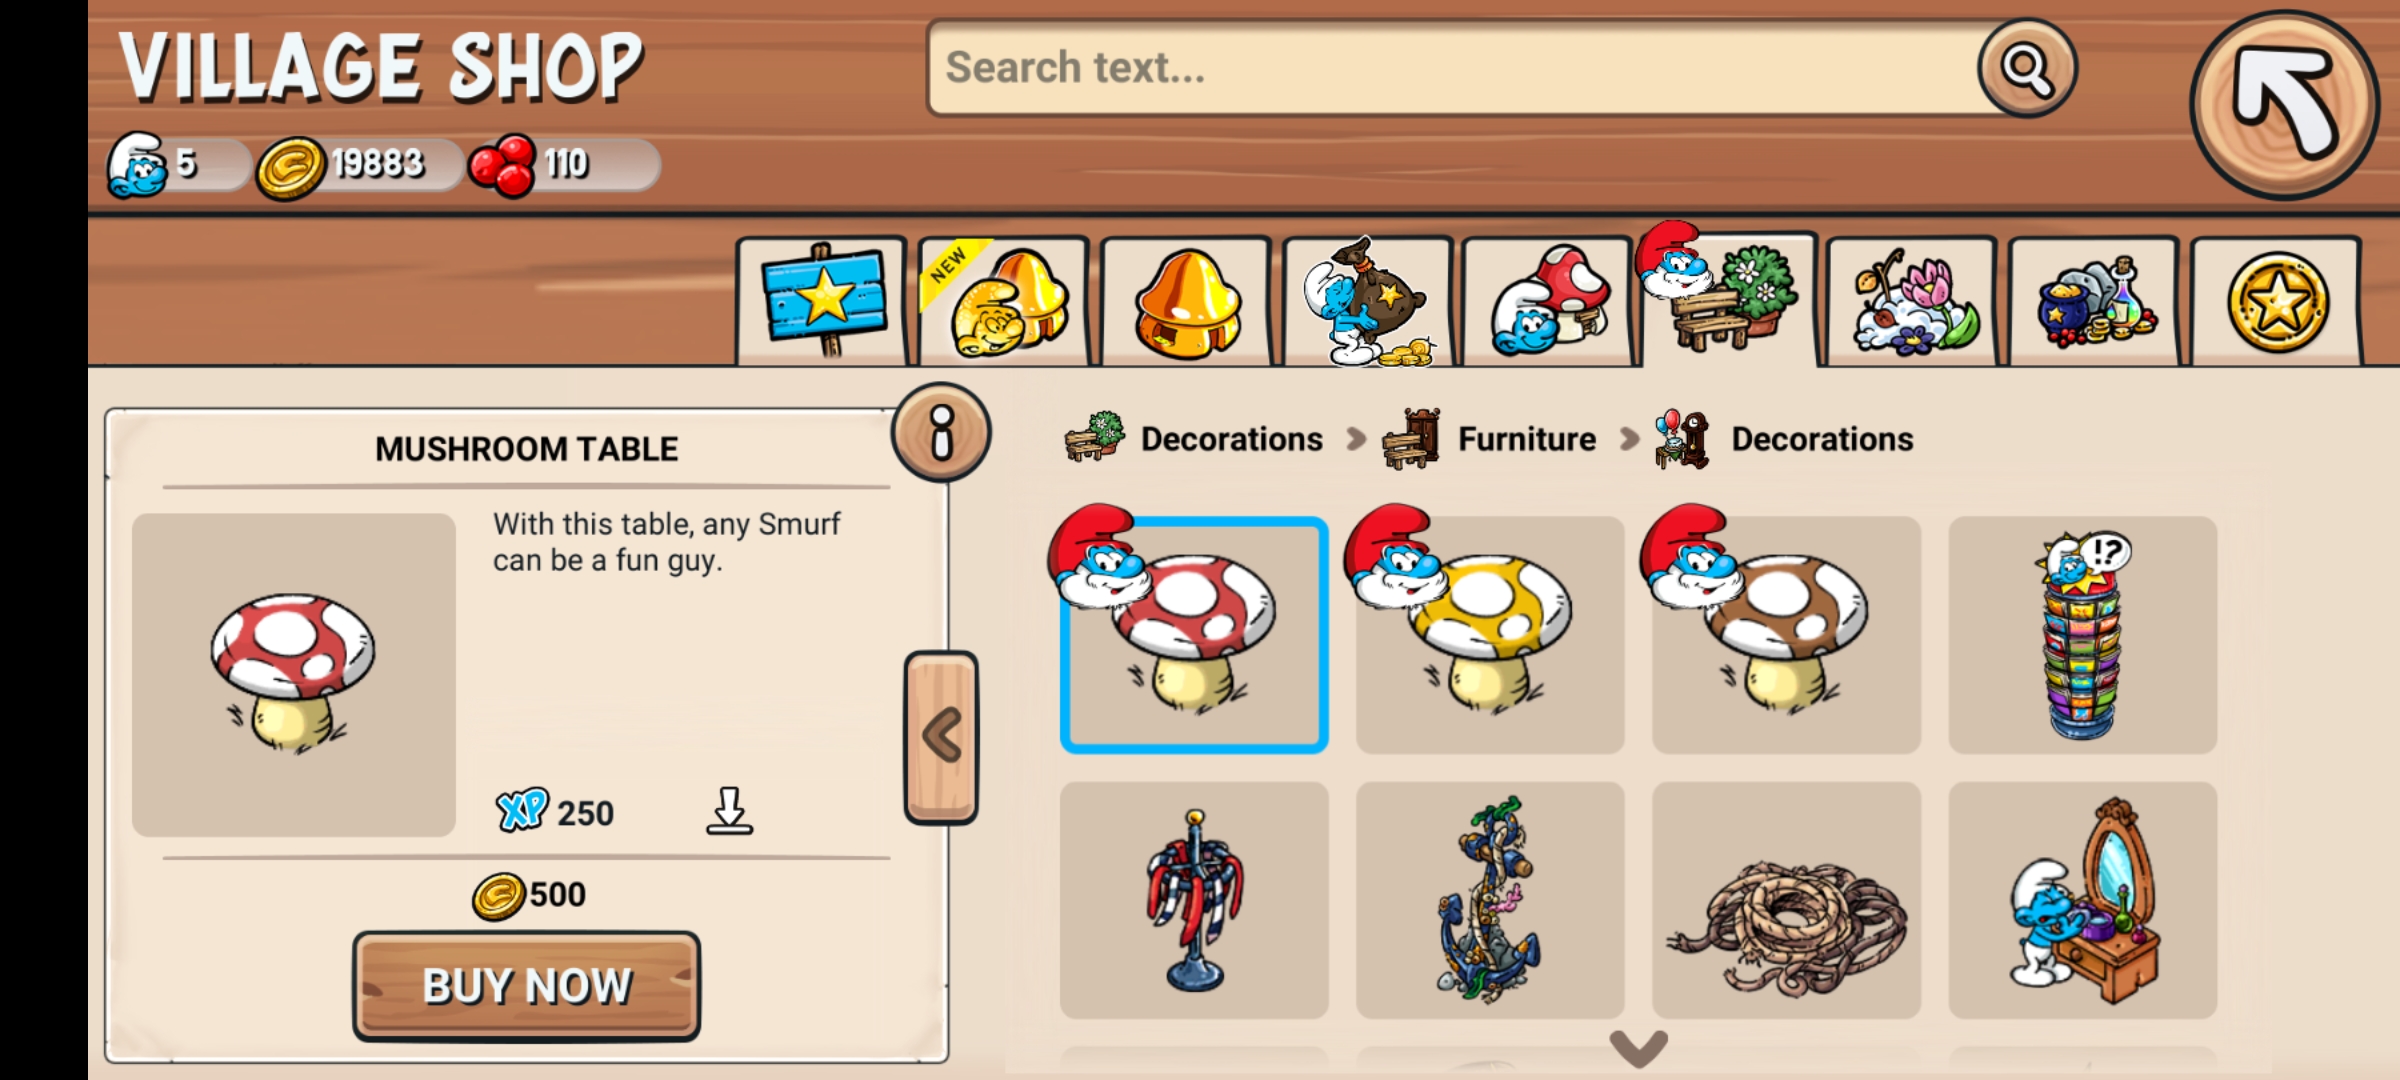 VILLAGE SHOP
Search text...
5
19883
110
NEW
MUSHROOM TABLE
With this table, any Smurf
can be a fun guy.
XP 250
500
BUY NOW
Decorations
Furniture
Decorations
!?